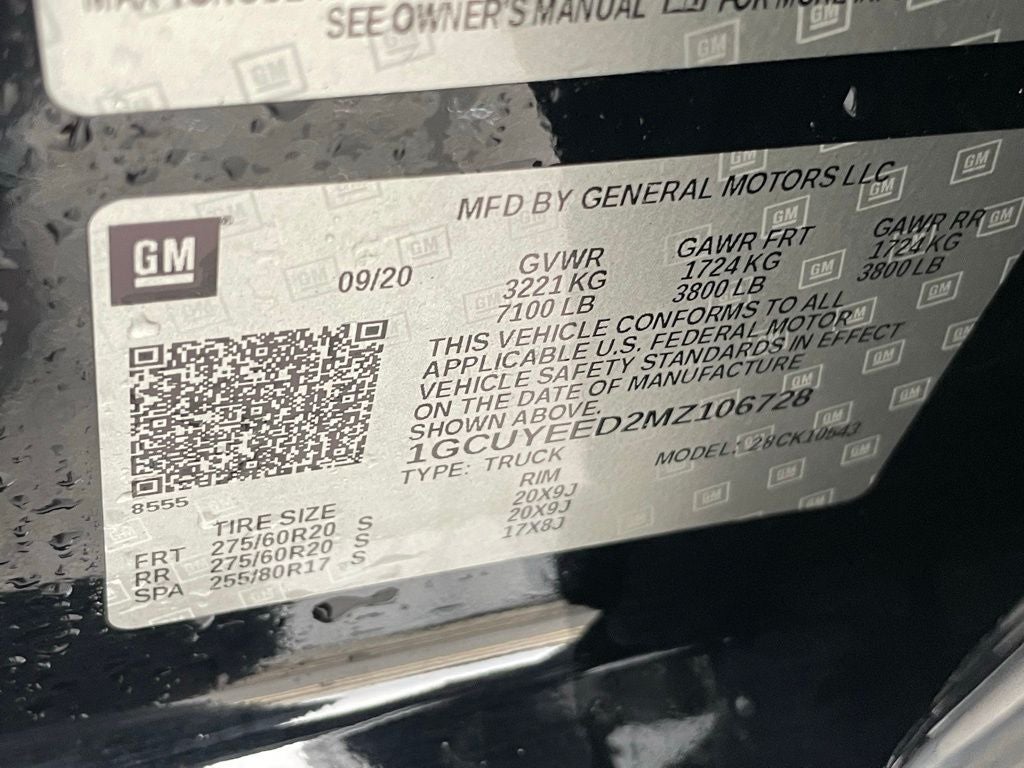 SEE OWNER'S MANUAL FOR MORE
GM
MFD BY GENERAL MOTORS LLC
09/20
GVWR
3221 KG
7100 LB
GAWR FRT
1724 KG
3800 LB
GAWR RR
1724 KG
3800 LB
THIS VEHICLE CONFORMS TO ALL
APPLICABLE U.S. FEDERAL MOTOR
VEHICLE SAFETY STANDARDS IN EFFECT
ON THE DATE OF MANUFACTURE
SHOWN ABOVE.
1GCUYEED2MZ106728
TYPE: TRUCK
MODEL: 28CK10543
8555
TIRE SIZE RIM
FRT 275/60R20 S 20X9J
RR 275/60R20 S 20X9J
SPA 255/80R17 S 17X8J